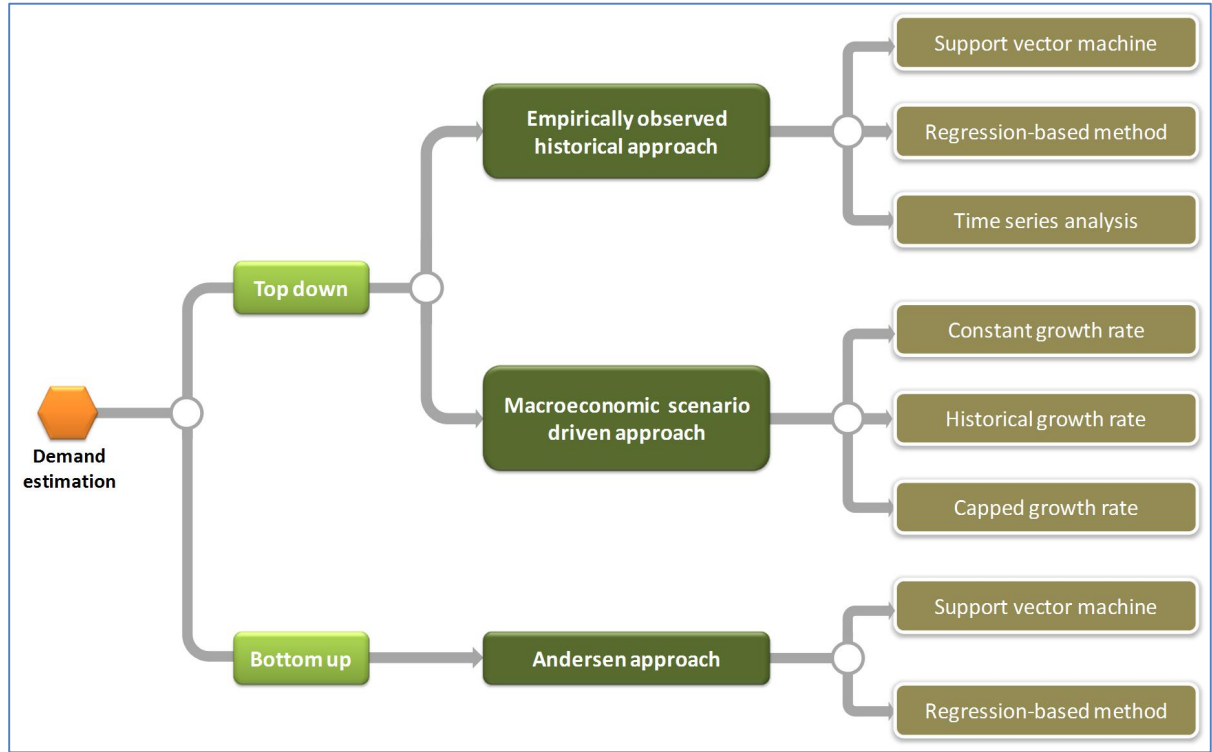 Demand
estimation
Top down
Bottom up
Empirically observed
historical approach
Macroeconomic scenario
driven approach
Andersen approach
Support vector machine
Regression-based method
Time series analysis
Constant growth rate
Historical growth rate
Capped growth rate
Support vector machine
Regression-based method